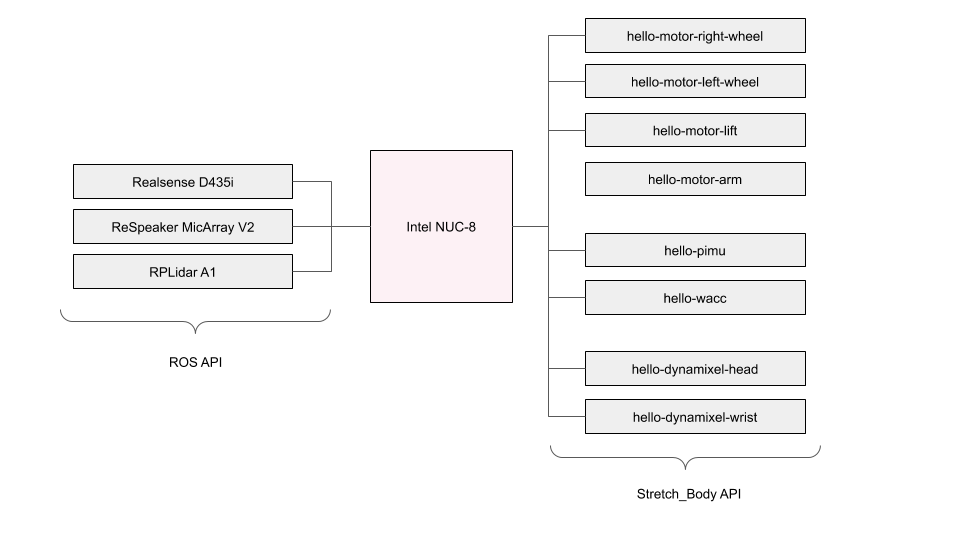 Realsense D435i
ReSpeaker MicArray V2
RPLidar A1
ROS API
Intel NUC-8
hello-motor-right-wheel
hello-motor-left-wheel
hello-motor-lift
hello-motor-arm
hello-pimu
hello-wacc
hello-dynamixel-head
hello-dynamixel-wrist
Stretch_Body API